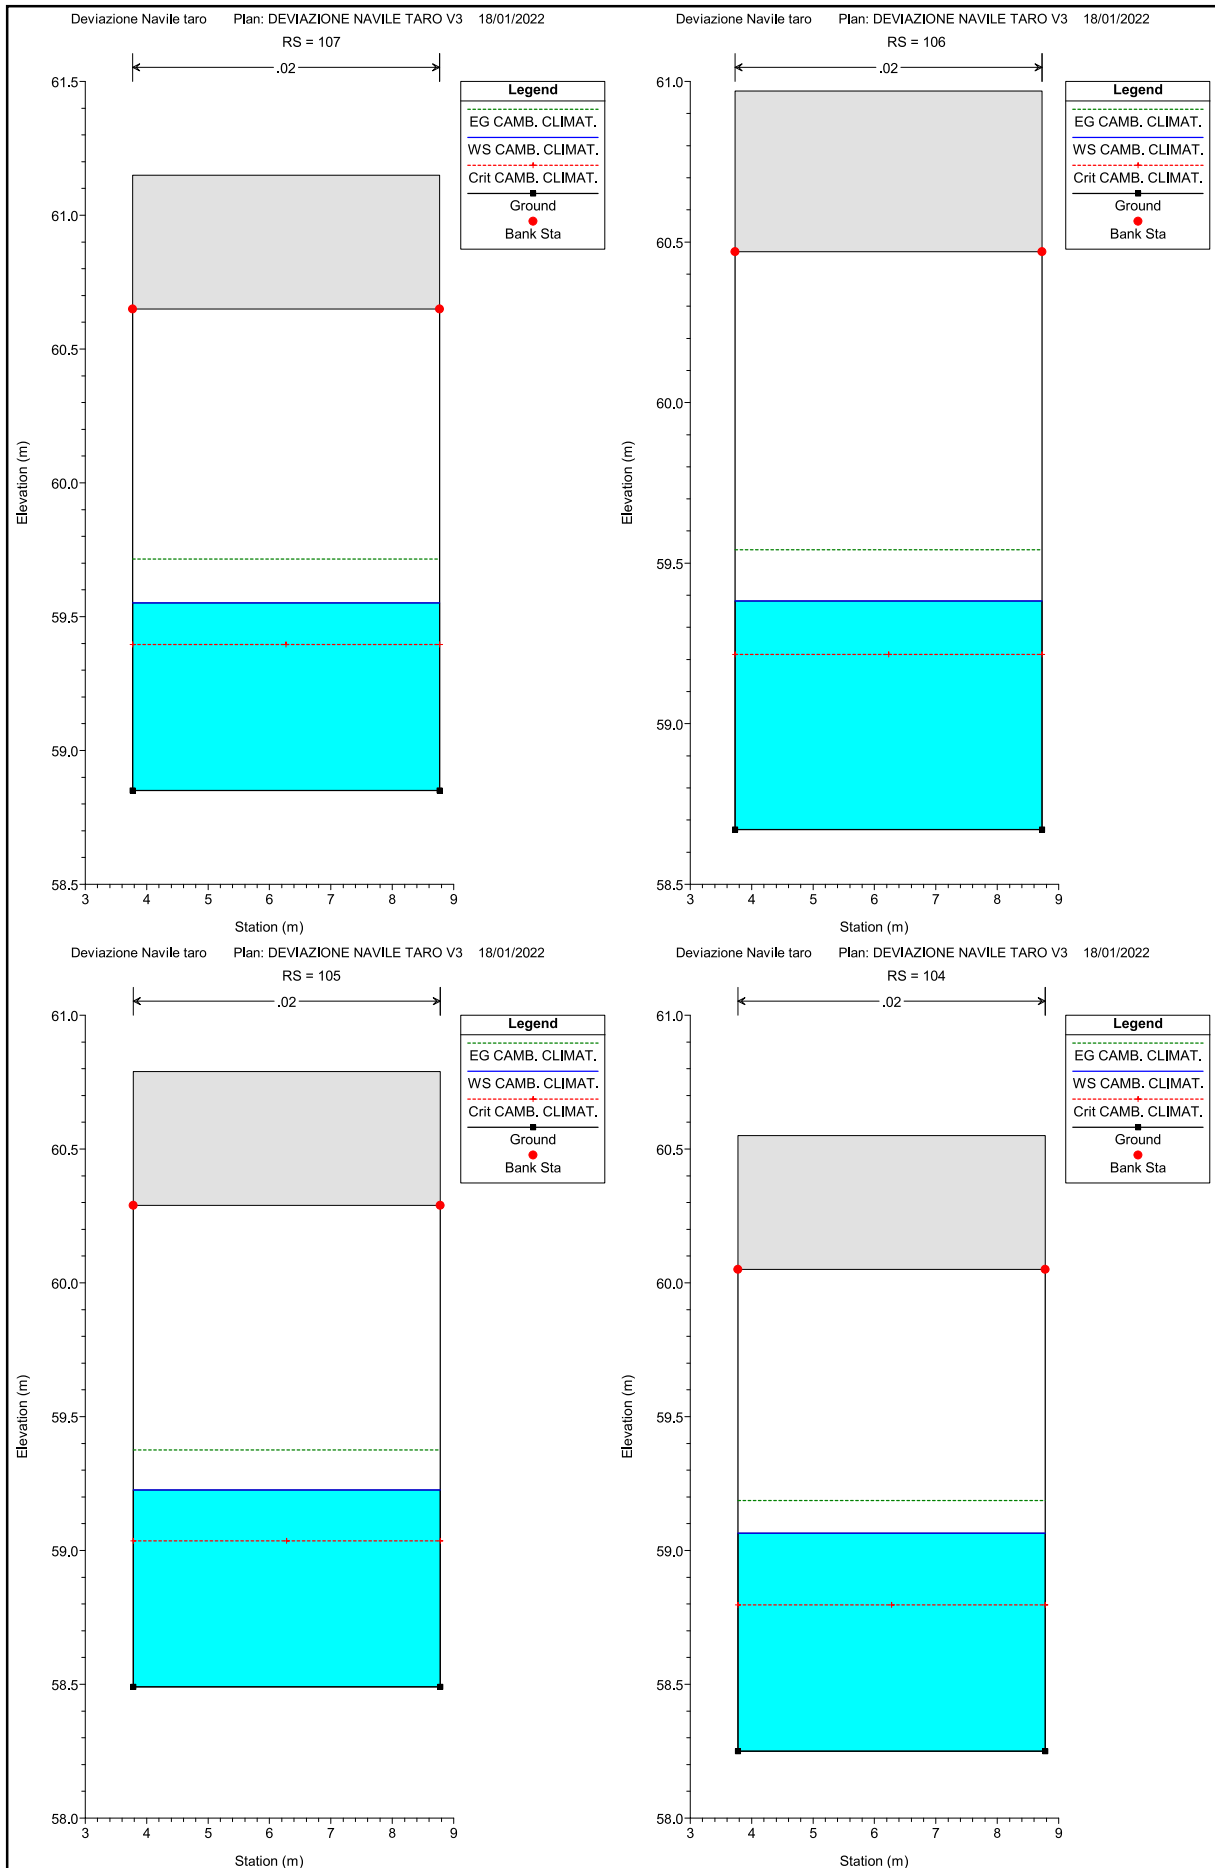 Deviazione Navile taro Plan: DEVIAZIONE NAVILE TARO V3 18/01/2022
RS = 107
.02
61.5
61.0
60.5
60.0
59.5
59.0
58.5
3 4 5 6 7 8 9
Station (m)
Elevation (m)
Legend
EG CAMB. CLIMAT.
WS CAMB. CLIMAT.
Crit CAMB. CLIMAT.
Ground
Bank Sta
Deviazione Navile taro Plan: DEVIAZIONE NAVILE TARO V3 18/01/2022
RS = 106
.02
61.0
60.5
60.0
59.5
59.0
58.5
3 4 5 6 7 8 9
Station (m)
Elevation (m)
Legend
EG CAMB. CLIMAT.
WS CAMB. CLIMAT.
Crit CAMB. CLIMAT.
Ground
Bank Sta
Deviazione Navile taro Plan: DEVIAZIONE NAVILE TARO V3 18/01/2022
RS = 105
.02
61.0
60.5
60.0
59.5
59.0
58.5
58.0
3 4 5 6 7 8 9
Station (m)
Elevation (m)
Legend
EG CAMB. CLIMAT.
WS CAMB. CLIMAT.
Crit CAMB. CLIMAT.
Ground
Bank Sta
Deviazione Navile taro Plan: DEVIAZIONE NAVILE TARO V3 18/01/2022
RS = 104
.02
61.0
60.5
60.0
59.5
59.0
58.5
58.0
3 4 5 6 7 8 9
Station (m)
Elevation (m)
Legend
EG CAMB. CLIMAT.
WS CAMB. CLIMAT.
Crit CAMB. CLIMAT.
Ground
Bank Sta